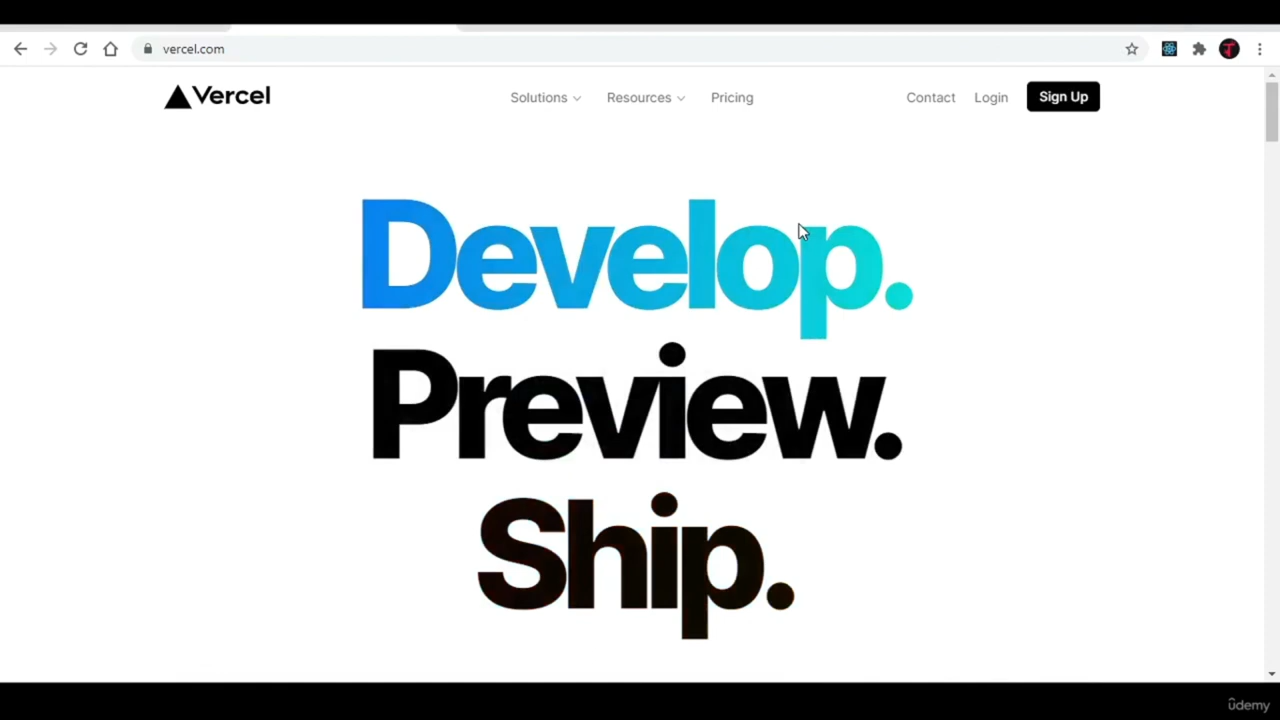 vercel.com
Vercel
Solutions
Resources
Pricing
Contact
Login
Sign Up
Develop.
Preview.
Ship.
ûdemy